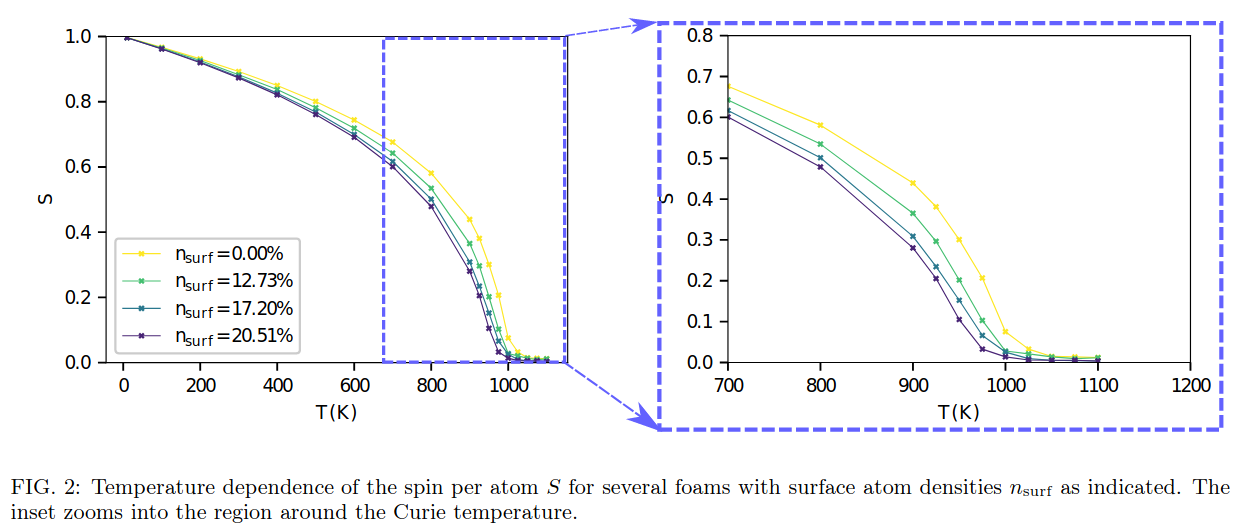 1.0
0.8
0.6
0.4
0.2
0.0
S
n_surf=0.00%
n_surf=12.73%
n_surf=17.20%
n_surf=20.51%
0 200 400 600 800 1000
T(K)
0.8
0.7
0.6
0.5
0.4
0.3
0.2
0.1
0.0
S
700 800 900 1000 1100 1200
T(K)
FIG. 2: Temperature dependence of the spin per atom S for several foams with surface atom densities n_surf as indicated. The
inset zooms into the region around the Curie temperature.